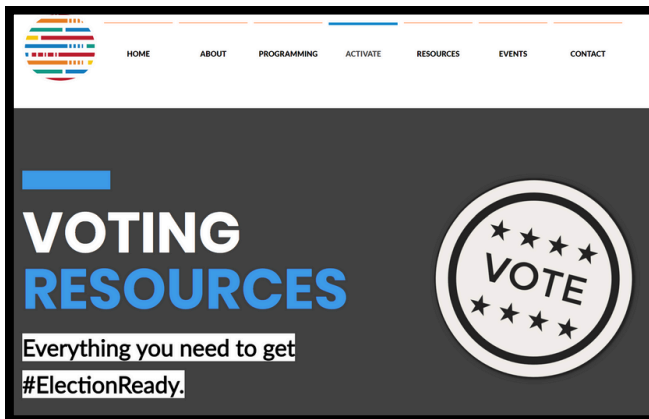 HOME ABOUT PROGRAMMING ACTIVATE RESOURCES EVENTS CONTACT
VOTING
RESOURCES
Everything you need to get
#ElectionReady.
VOTE